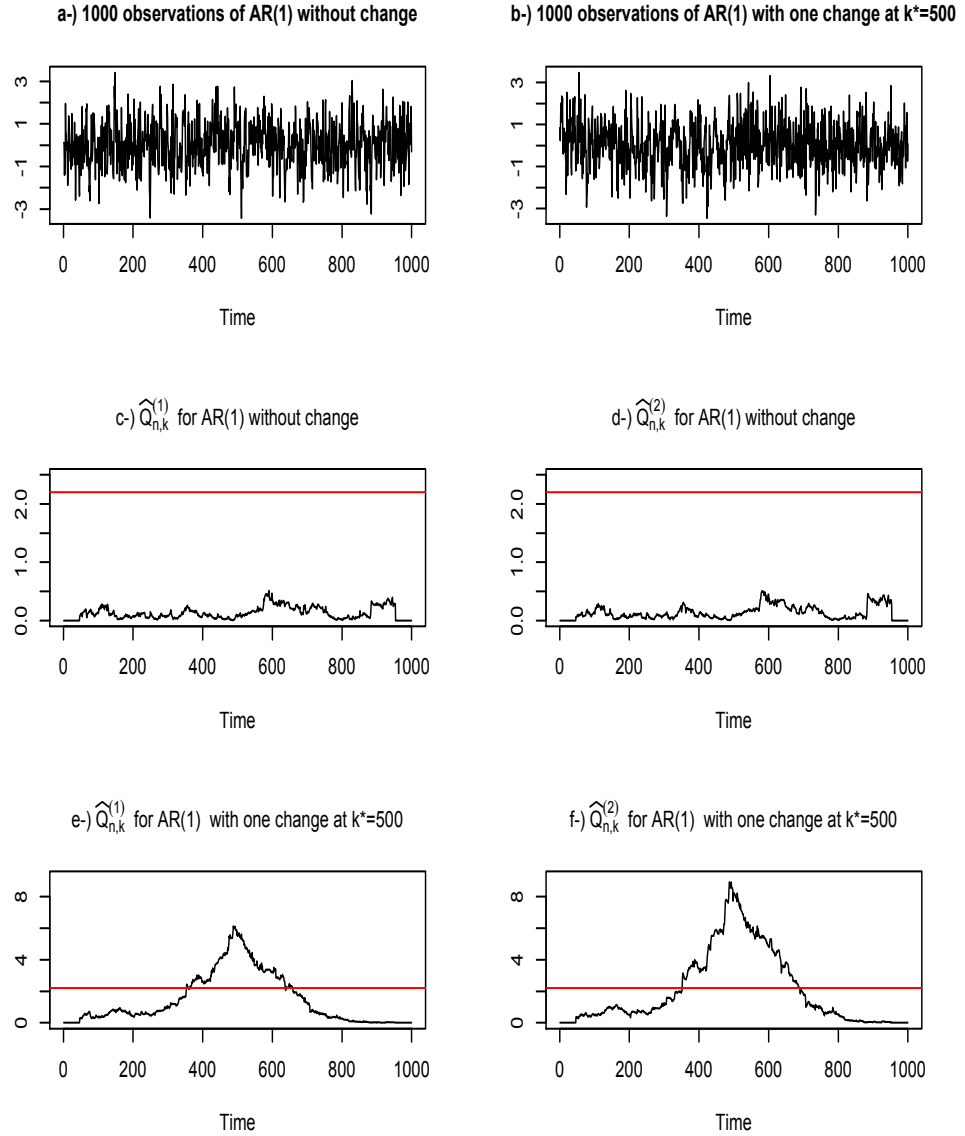 a-) 1000 observations of AR(1) without change
3
1
-1
-3
0 200 400 600 800 1000
Time
b-) 1000 observations of AR(1) with one change at k*=500
3
1
-1
-3
0 200 400 600 800 1000
Time
c-) Q̂n,k(1) for AR(1) without change
2.0
1.0
0.0
0 200 400 600 800 1000
Time
d-) Q̂n,k(2) for AR(1) without change
2.0
1.0
0.0
0 200 400 600 800 1000
Time
e-) Q̂n,k(1) for AR(1) with one change at k*=500
8
4
0
0 200 400 600 800 1000
Time
f-) Q̂n,k(2) for AR(1) with one change at k*=500
8
4
0
0 200 400 600 800 1000
Time